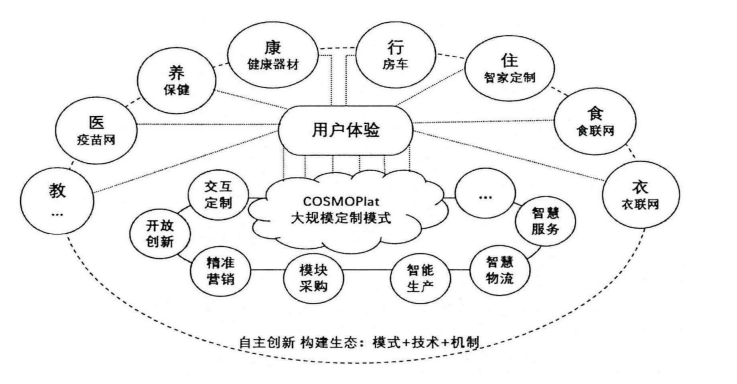 康
健康器材
行
房车
养
保健
住
智家定制
医
疫苗网
用户体验
食
食联网
教
...
衣
衣联网
交互
定制
COSMOPlat
大规模定制模式
...
开放
创新
智慧
服务
精准
营销
模块
采购
智能
生产
智慧
物流
自主创新 构建生态：模式+技术+机制